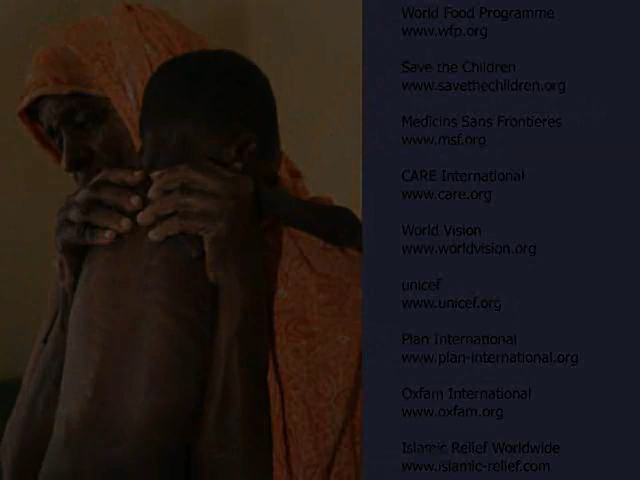 World Food Programme
www.wfp.org
Save the Children
www.savethechildren.org
Medicins Sans Frontieres
www.msf.org
CARE International
www.care.org
World Vision
www.worldvision.org
unicef
www.unicef.org
Plan International
www.plan-international.org
Oxfam International
www.oxfam.org
Islamic Relief Worldwide
www.islamic-relief.com